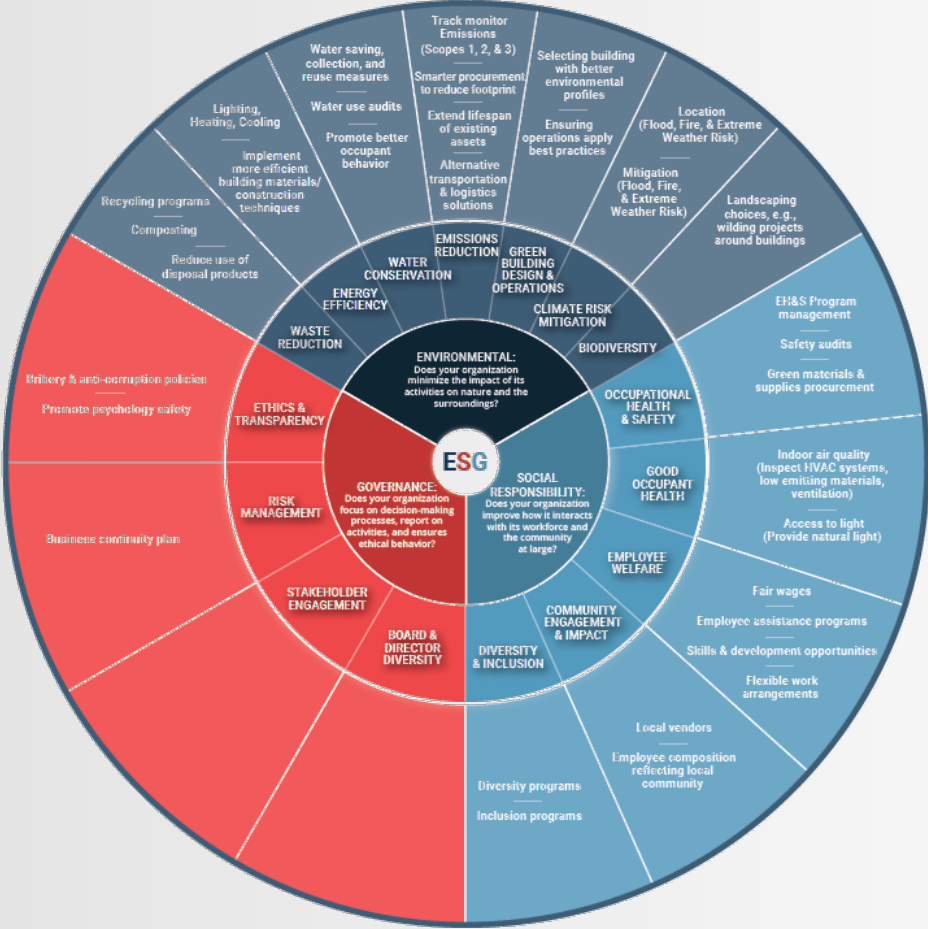 Track monitor
Emissions
(Scopes 1, 2, & 3)
Smarter procurement
to reduce footprint
Extend lifespan
of existing
assets
Alternative
transportation
& logistics
solutions
Water saving,
collection, and
reuse measures
Water use audits
Promote better
occupant
behavior
Selecting building
with better
environmental
profiles
Ensuring
operations apply
best practices
Lighting,
Heating, Cooling
Implement
more efficient
building materials/
construction
techniques
Location
(Flood, Fire, & Extreme
Weather Risk)
Mitigation
(Flood, Fire,
& Extreme
Weather Risk)
Recycling programs
Composting
Reduce use of
disposal products
Landscaping
choices, e.g.,
wilding projects
around buildings
WASTE
REDUCTION
ENERGY
EFFICIENCY
WATER
CONSERVATION
EMISSIONS
REDUCTION
GREEN
BUILDING
DESIGN &
OPERATIONS
CLIMATE RISK
MITIGATION
BIODIVERSITY
ENVIRONMENTAL:
Does your organization
minimize the impact of its
activities on nature and the
surroundings?
ESG
GOVERNANCE:
Does your organization
focus on decision-making
processes, report on
activities, and ensures
ethical behavior?
SOCIAL
RESPONSIBILITY:
Does your organization
improve how it interacts
with its workforce and
the community
at large?
OCCUPATIONAL
HEALTH
& SAFETY
GOOD
OCCUPANT
HEALTH
EMPLOYEE
WELFARE
COMMUNITY
ENGAGEMENT
& IMPACT
DIVERSITY
& INCLUSION
BOARD &
DIRECTOR
DIVERSITY
STAKEHOLDER
ENGAGEMENT
RISK
MANAGEMENT
ETHICS &
TRANSPARENCY
EH&S Program
management
Safety audits
Green materials &
supplies procurement
Indoor air quality
(Inspect HVAC systems,
low emitting materials,
ventilation)
Access to light
(Provide natural light)
Fair wages
Employee assistance programs
Skills & development opportunities
Flexible work
arrangements
Local vendors
Employee composition
reflecting local
community
Diversity programs
Inclusion programs
Business continuity plan
Bribery & anti-corruption policies
Promote psychology safety